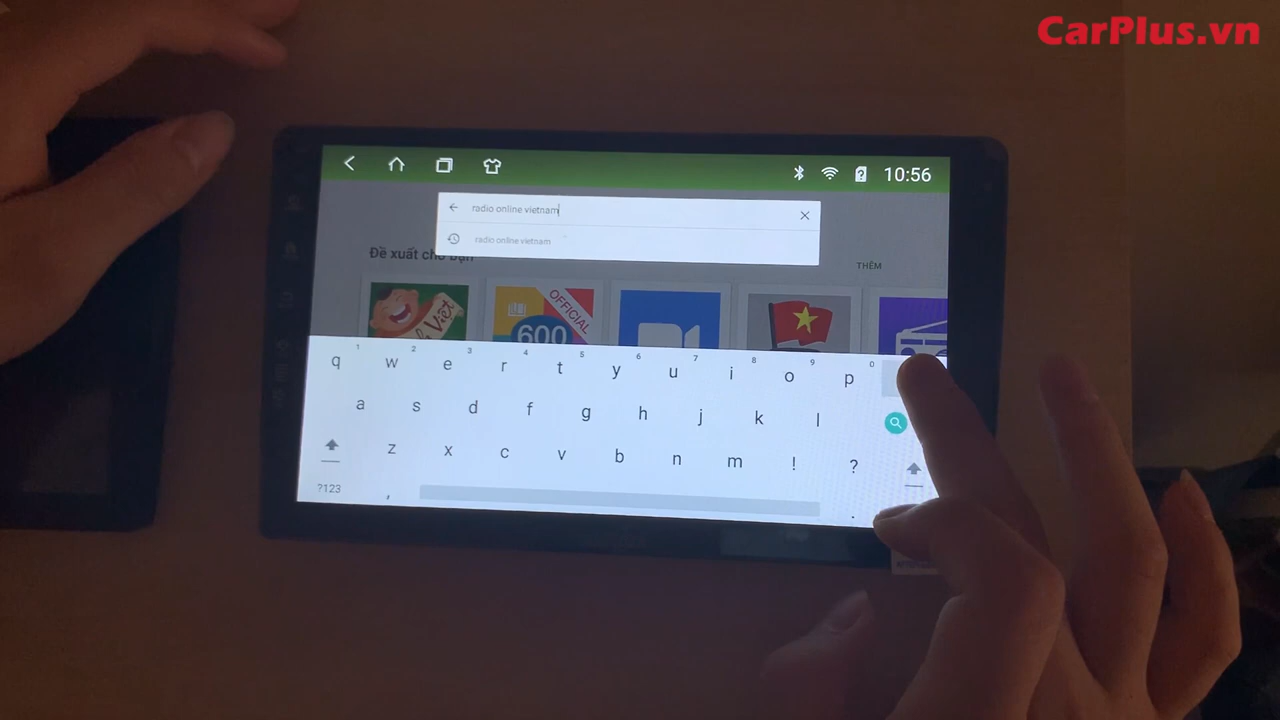 CarPlus.vn
10:56
radio online vietnam
radio online vietnam
Đề xuất cho bạn
THÊM
Việt
600
OFFICIAL
1 2 3 4 5 6 7 8 9 0
q w e r t y u i o p
a s d f g h j k l
z x c v b n m ! ?
?123 , .